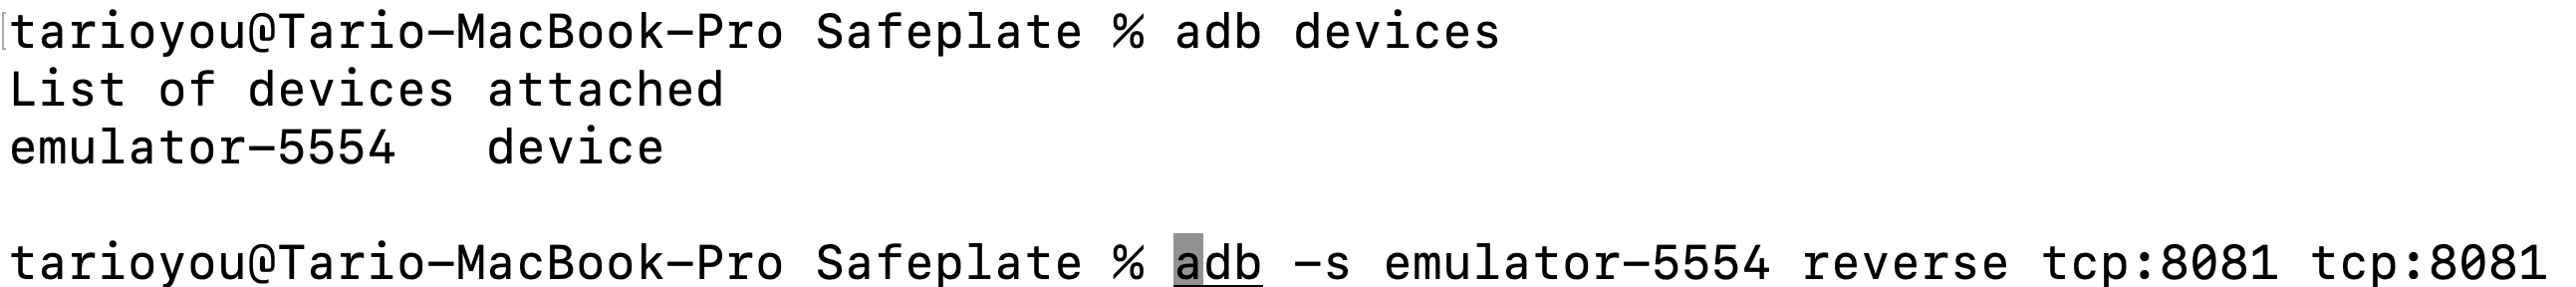 tarioyou@Tario-MacBook-Pro Safeplate % adb devices
List of devices attached
emulator-5554   device
tarioyou@Tario-MacBook-Pro Safeplate % adb -s emulator-5554 reverse tcp:8081 tcp:8081